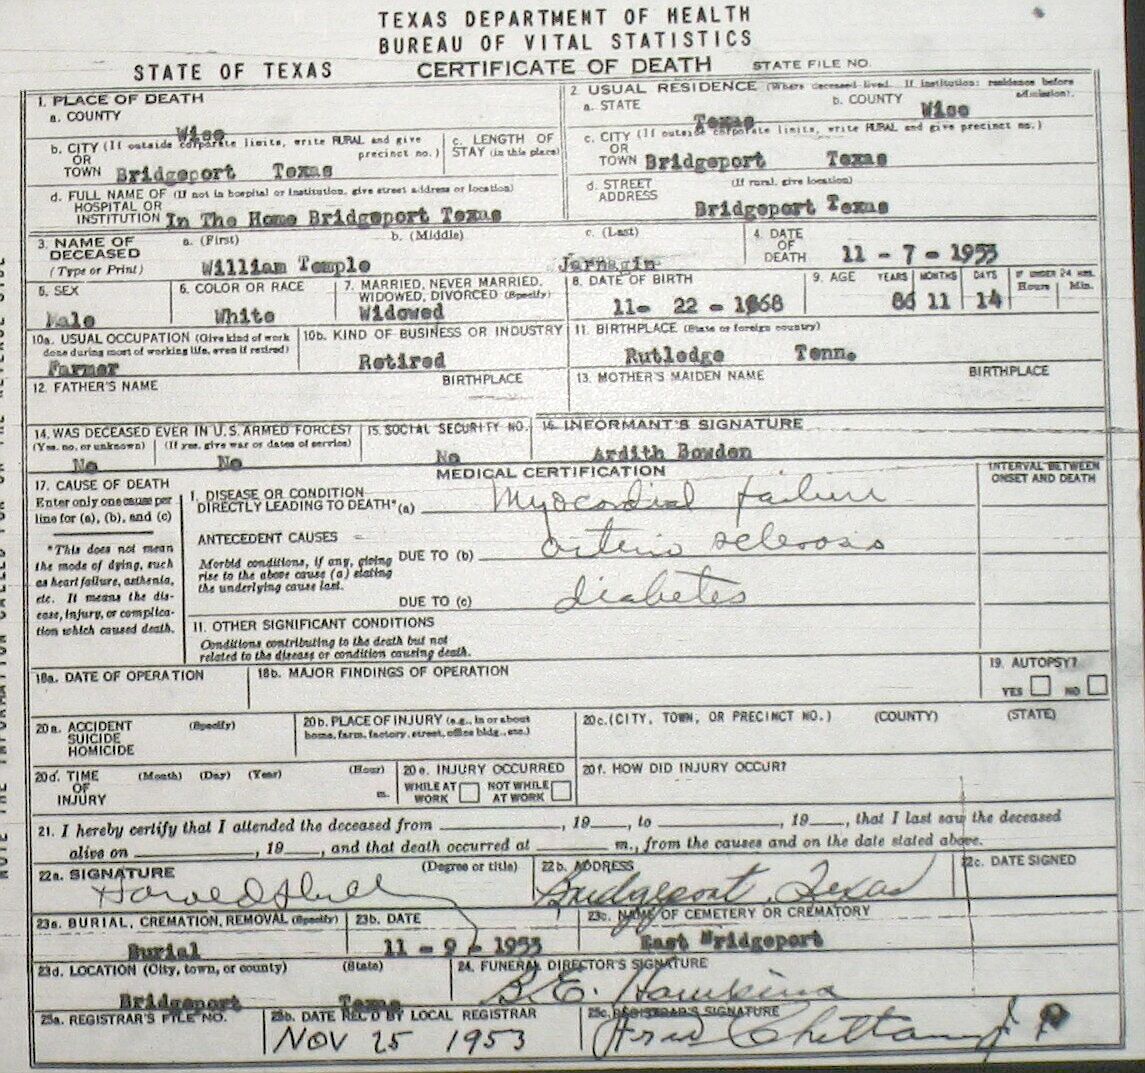 TEXAS DEPARTMENT OF HEALTH
BUREAU OF VITAL STATISTICS
STATE OF TEXAS CERTIFICATE OF DEATH STATE FILE NO.
1. PLACE OF DEATH
a. COUNTY
Wise
2. USUAL RESIDENCE (Where deceased lived. If institution: residence before admission).
a. STATE Texas b. COUNTY Wise
b. CITY (If outside corporate limits, write RURAL and give precinct no.)
OR
TOWN Bridgeport Texas
c. LENGTH OF STAY (in this place)
c. CITY (If outside corporate limits, write RURAL and give precinct no.)
OR
TOWN Bridgeport Texas
d. FULL NAME OF (If not in hospital or institution, give street address or location)
HOSPITAL OR
INSTITUTION In The Home Bridgeport Texas
d. STREET ADDRESS (If rural, give location)
Bridgeport Texas
3. NAME OF DECEASED (Type or Print)
a. (First) b. (Middle) c. (Last)
William Temple Jarnagin
4. DATE OF DEATH 11 - 7 - 1953
5. SEX
Male
6. COLOR OR RACE
White
7. MARRIED, NEVER MARRIED, WIDOWED, DIVORCED (Specify)
Widowed
8. DATE OF BIRTH
11- 22 - 1868
9. AGE YEARS MONTHS DAYS IF UNDER 24 HRS. Hours Min.
11 14
10a. USUAL OCCUPATION (Give kind of work done during most of working life, even if retired)
Farmer
10b. KIND OF BUSINESS OR INDUSTRY
Retired
11. BIRTHPLACE (State or foreign country)
Rutledge Tenn.
12. FATHER'S NAME BIRTHPLACE
13. MOTHER'S MAIDEN NAME BIRTHPLACE
14. WAS DECEASED EVER IN U.S. ARMED FORCES?
(Yes, no, or unknown) (If yes, give war or dates of service)
No No
15. SOCIAL SECURITY NO.
No
16. INFORMANT'S SIGNATURE
Ardith Bowden
MEDICAL CERTIFICATION
INTERVAL BETWEEN ONSET AND DEATH
17. CAUSE OF DEATH
Enter only one cause per
line for (a), (b), and (c)
*This does not mean
the mode of dying, such
as heart failure, asthenia,
etc. It means the dis-
ease, injury, or complica-
tion which caused death.
I. DISEASE OR CONDITION
DIRECTLY LEADING TO DEATH* (a) Myocordial failure
ANTECEDENT CAUSES
Morbid conditions, if any, giving
rise to the above cause (a) stating
the underlying cause last.
DUE TO (b) arterio sclerosis
DUE TO (c) diabetes
11. OTHER SIGNIFICANT CONDITIONS
Conditions contributing to the death but not
related to the disease or condition causing death.
18a. DATE OF OPERATION
18b. MAJOR FINDINGS OF OPERATION
19. AUTOPSY?
YES NO
20a. ACCIDENT (Specify)
SUICIDE
HOMICIDE
20b. PLACE OF INJURY (e.g., in or about
home, farm, factory, street, office bldg., etc.)
20c. (CITY, TOWN, OR PRECINCT NO.) (COUNTY) (STATE)
20d. TIME OF INJURY (Month) (Day) (Year) (Hour) m.
20e. INJURY OCCURRED
WHILE AT WORK NOT WHILE AT WORK
20f. HOW DID INJURY OCCUR?
21. I hereby certify that I attended the deceased from , 19 , to , 19 , that I last saw the deceased
alive on , 19 , and that death occurred at m., from the causes and on the date stated above.
22a. SIGNATURE (Degree or title)
22b. ADDRESS
Bridgeport, Texas
22c. DATE SIGNED
23a. BURIAL, CREMATION, REMOVAL (Specify)
Burial
23b. DATE
11 - 9 - 1953
23c. NAME OF CEMETERY OR CREMATORY
East Bridgeport
23d. LOCATION (City, town, or county) (State)
Bridgeport Texas
24. FUNERAL DIRECTOR'S SIGNATURE
B.E. Hawkins
25a. REGISTRAR'S FILE NO.
25b. DATE REC'D BY LOCAL REGISTRAR
NOV 25 1953
25c. REGISTRAR'S SIGNATURE